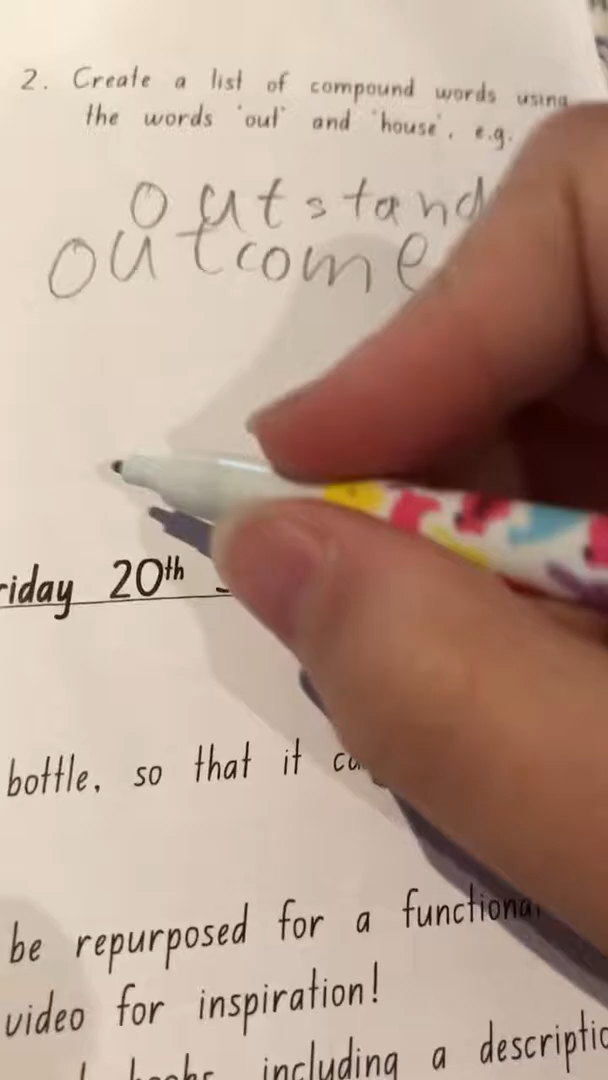 2. Create a list of compound words using
the words 'out' and 'house'. e.g.
outstand
outcome
riday 20th
bottle, so that it
be repurposed for a functiona
video for inspiration!
including a descriptio